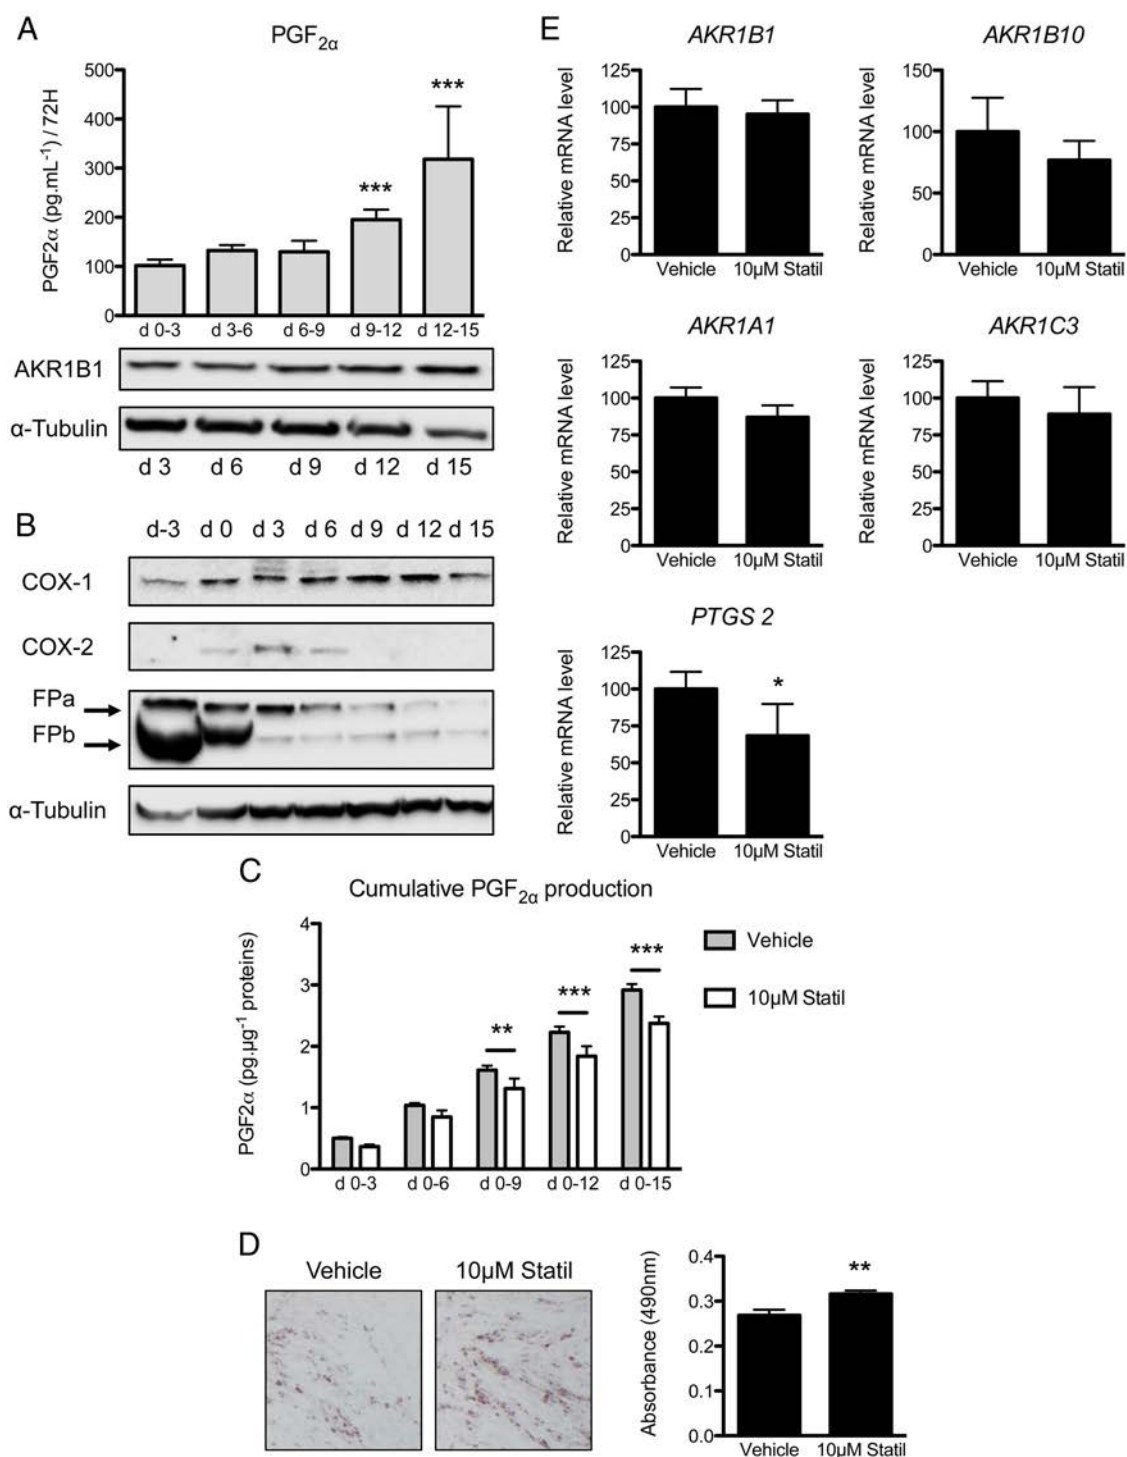 A
PGF2α
PGF2α (pg.mL-1) / 72H
500
400
300
200
100
0
***
***
d 0-3 d 3-6 d 6-9 d 9-12 d 12-15
AKR1B1
α-Tubulin
d 3 d 6 d 9 d 12 d 15
B
d-3 d 0 d 3 d 6 d 9 d 12 d 15
COX-1
COX-2
FPa
FPb
α-Tubulin
C
Cumulative PGF2α production
PGF2α (pg.µg-1 proteins)
4
3
2
1
0
**
***
***
d 0-3 d 0-6 d 0-9 d 0-12 d 0-15
Vehicle
10µM Statil
D
Vehicle 10µM Statil
Absorbance (490nm)
0.4
0.3
0.2
0.1
0.0
**
Vehicle 10µM Statil
E
AKR1B1
Relative mRNA level
125
100
75
50
25
0
Vehicle 10µM Statil
AKR1B10
Relative mRNA level
150
100
50
0
Vehicle 10µM Statil
AKR1A1
Relative mRNA level
125
100
75
50
25
0
Vehicle 10µM Statil
AKR1C3
Relative mRNA level
125
100
75
50
25
0
Vehicle 10µM Statil
PTGS 2
Relative mRNA level
125
100
75
50
25
0
*
Vehicle 10µM Statil